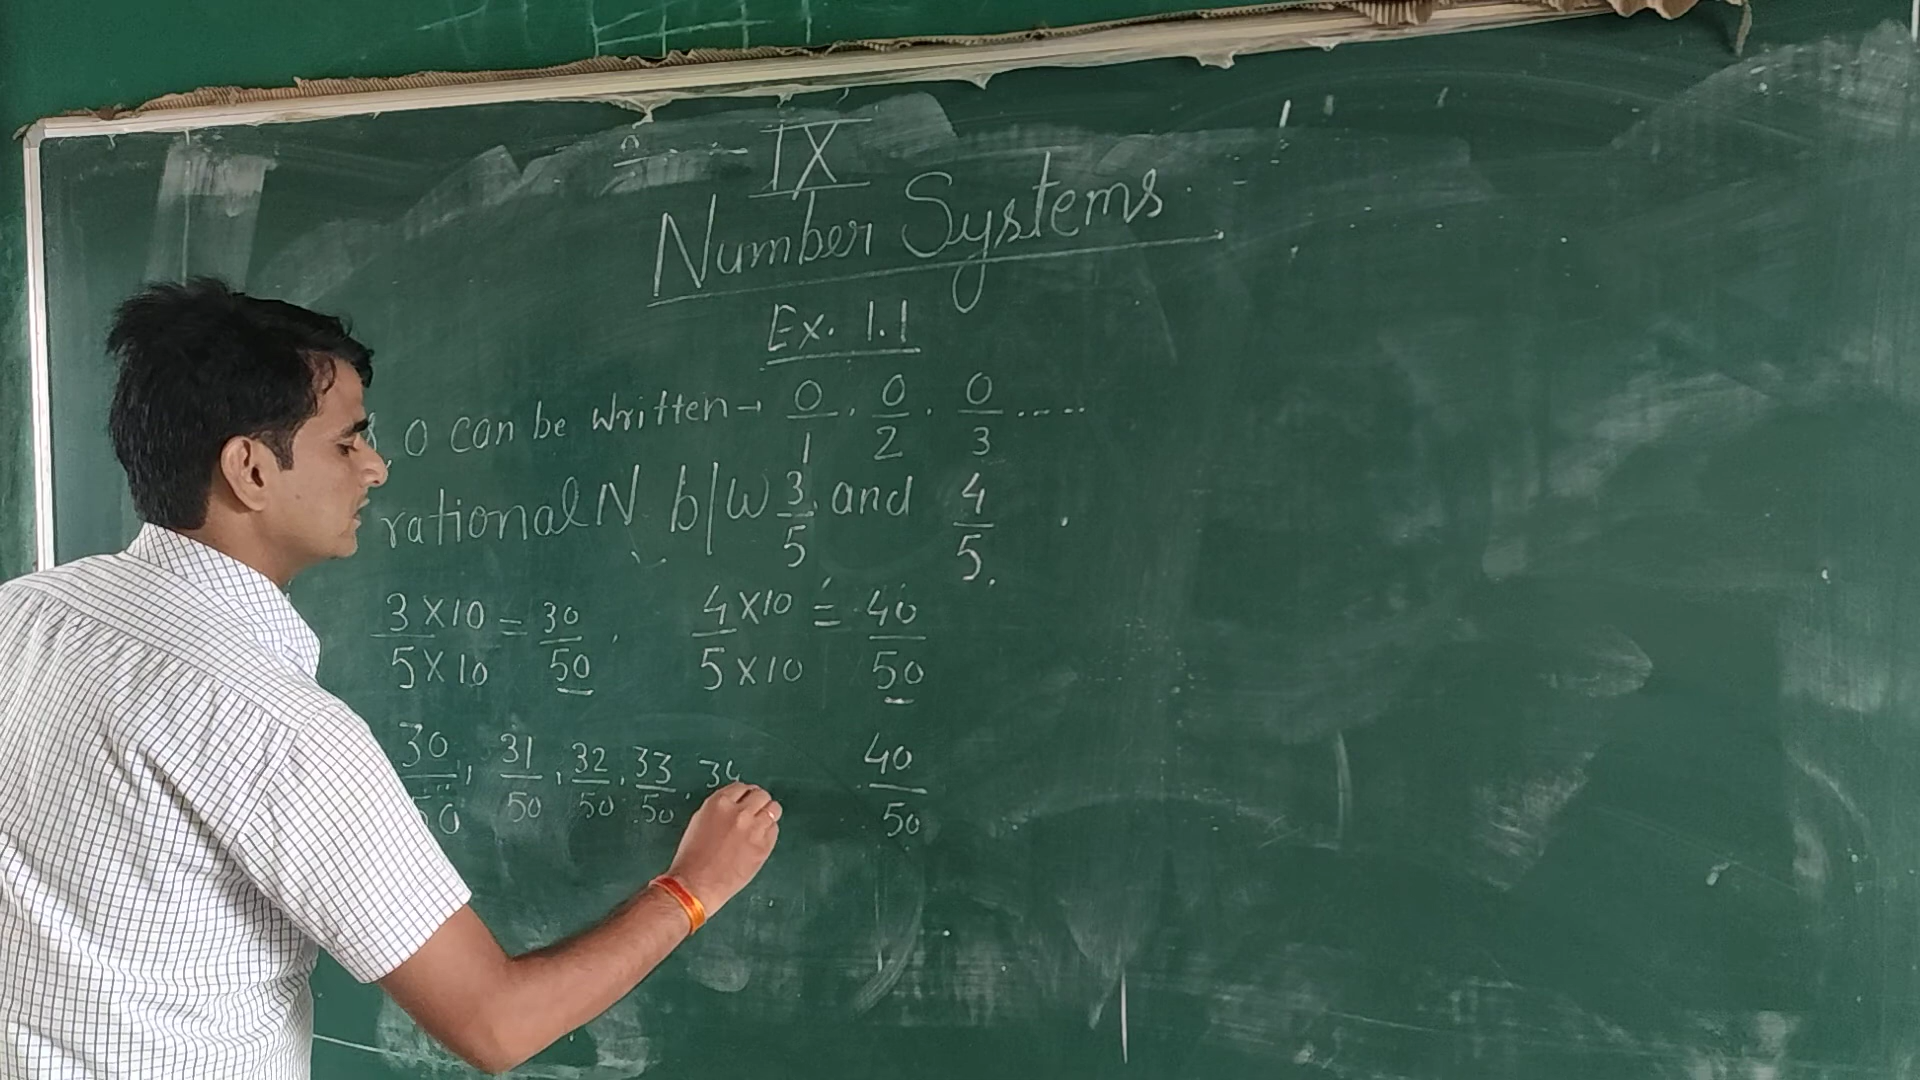 IX
Number Systems
Ex. 1.1
0 can be written → 0/1, 0/2, 0/3 .....
rational N b/w 3/5 and 4/5.
3×10/5×10 = 30/50, 4×10/5×10 = 40/50
30/50, 31/50, 32/50, 33/50, 34 40/50